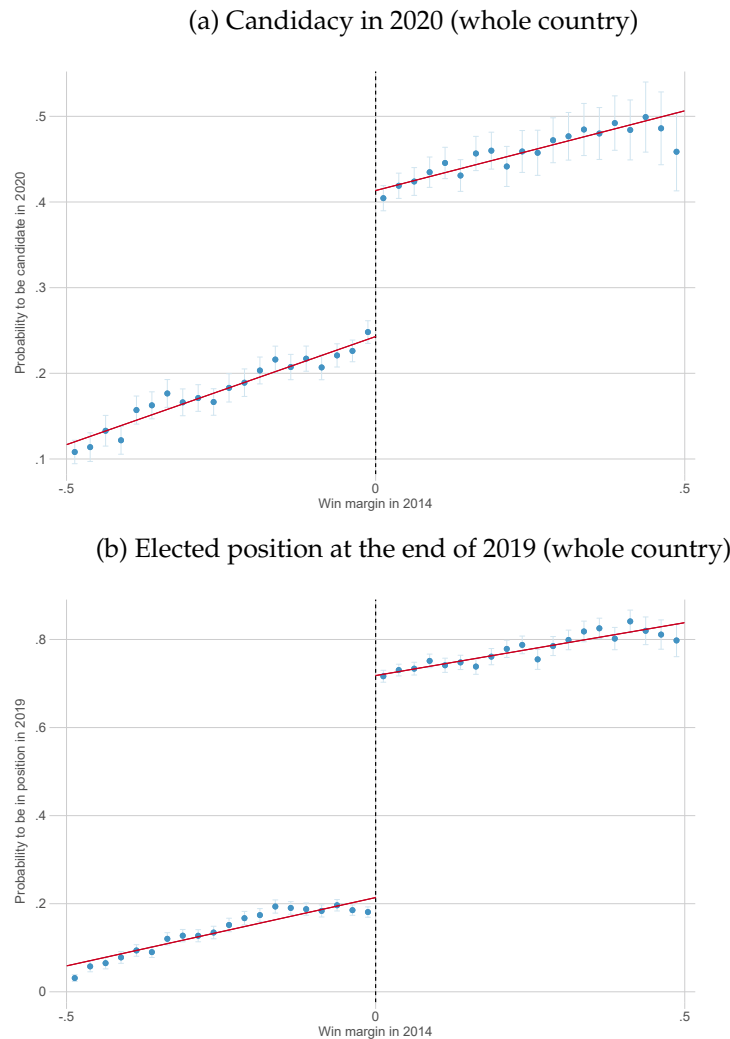 (a) Candidacy in 2020 (whole country)
Probability to be candidate in 2020
.5
.4
.3
.2
.1
-.5
0
.5
Win margin in 2014
(b) Elected position at the end of 2019 (whole country)
Probability to be in position in 2019
.8
.6
.4
.2
0
-.5
0
.5
Win margin in 2014